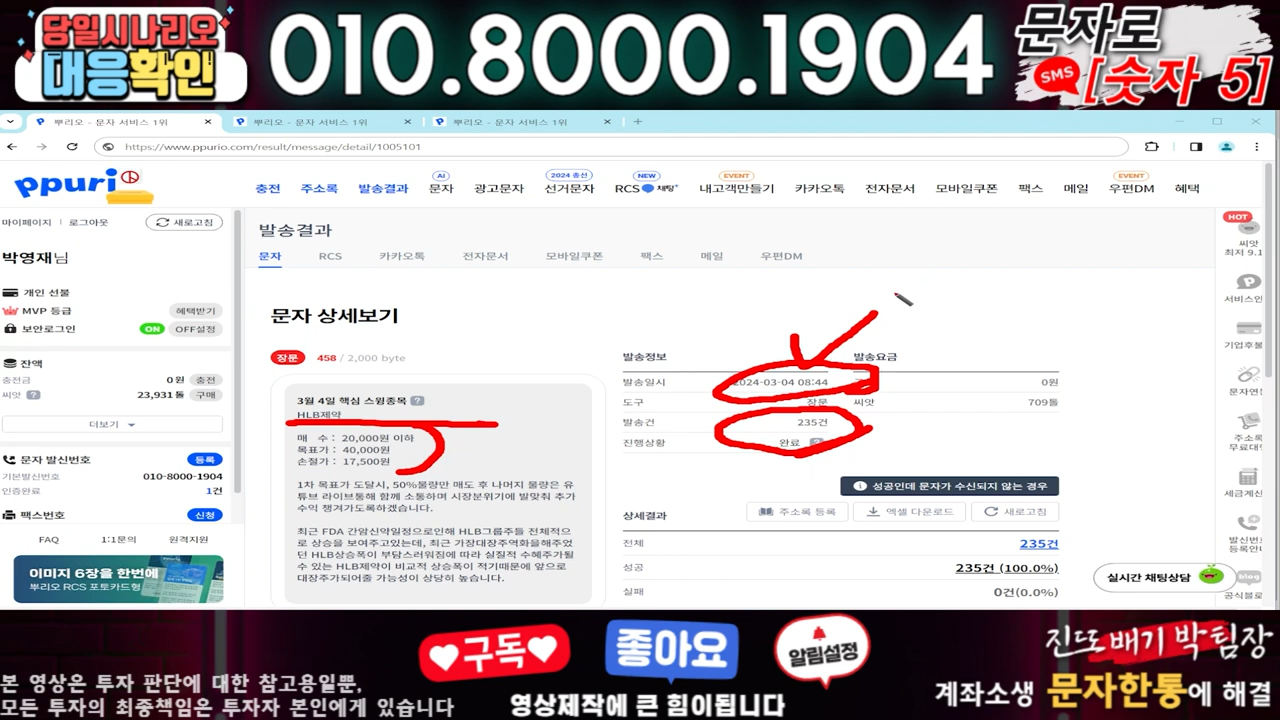 당일시나리오
대응확인
010.8000.1904
문자로
SMS [숫자 5]
뿌리오 - 문자 서비스 1위
뿌리오 - 문자 서비스 1위
뿌리오 - 문자 서비스 1위
https://www.ppurio.com/result/message/detail/1005101
ppuri
AI
2024 총선
NEW
EVENT
EVENT
충전 주소록 발송결과 문자 광고문자 선거문자 RCS 채팅+ 내고객만들기 카카오톡 전자문서 모바일쿠폰 팩스 메일 우편DM 혜택
마이페이지 | 로그아웃 새로고침
박영재님
개인 선불
MVP 등급 혜택받기
보안로그인 ON OFF설정
잔액
충전금 0원 충전
씨앗 ? 23,931톨 구매
더보기
문자 발신번호 등록
기본발신번호 010-8000-1904
인증완료 1건
팩스번호 신청
FAQ 1:1문의 원격지원
이미지 6장을 한번에
뿌리오 RCS 포토카드형
발송결과
문자 RCS 카카오톡 전자문서 모바일쿠폰 팩스 메일 우편DM
문자 상세보기
장문 458 / 2,000 byte
3월 4일 핵심 스윙종목 ?
HLB제약
매 수 : 20,000원 이하
목표가 : 40,000원
손절가 : 17,500원
1차 목표가 도달시, 50%물량만 매도 후 나머지 물량은 유
튜브 라이브통해 함께 소통하며 시장분위기에 발맞춰 추가
수익 챙겨가도록하겠습니다.
최근 FDA 간암신약일정으로인해 HLB그룹주들 전체적으
로 상승을 보여주고있는데, 최근 가장대장주역화을해주었
던 HLB상승폭이 부담스러워짐에 따라 실질적 수혜주가될
수 있는 HLB제약이 비교적 상승폭이 적기때문에 앞으로
대장주가되어줄 가능성이 상당히 높습니다.
발송정보
발송일시 2024-03-04 08:44
도구 장문
발송건 235건
진행상황 완료 ?
발송요금
0원
씨앗 709톨
성공인데 문자가 수신되지 않는 경우
상세결과 주소록 등록 엑셀 다운로드 새로고침
전체 235건
성공 235건 (100.0%)
실패 0건(0.0%)
HOT
씨앗
최저 9.1
서비스인
기업후불
문자연동
주소록
무료대행
세금계산
발신번호
등록안내
blog
공식블로
실시간 채팅상담
본 영상은 투자 판단에 대한 참고용일뿐,
모든 투자의 최종책임은 투자자 본인에게 있습니다
구독
좋아요
알림설정
영상제작에 큰 힘이됩니다
진또배기 박팀장
계좌소생 문자한통에 해결